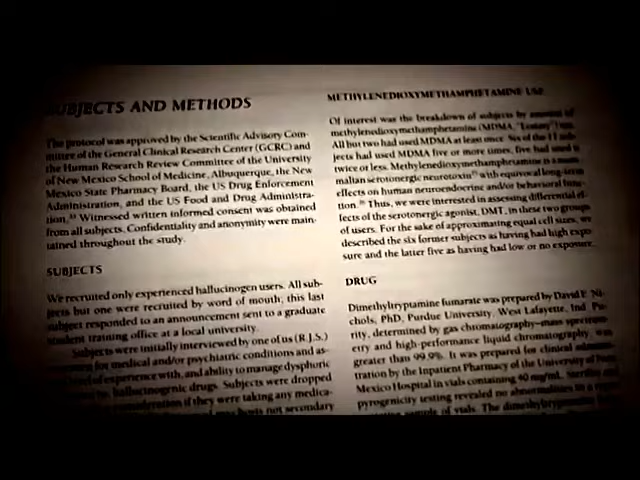 SUBJECTS AND METHODS
The protocol was approved by the Scientific Advisory Com-
mittee of the General Clinical Research Center (GCRC) and
the Human Research Review Committee of the University
of New Mexico School of Medicine, Albuquerque, the New
Mexico State Pharmacy Board, the US Drug Enforcement
Administration, and the US Food and Drug Administra-
tion. Witnessed written informed consent was obtained
from all subjects. Confidentiality and anonymity were main-
tained throughout the study.
SUBJECTS
We recruited only experienced hallucinogen users. All sub-
jects but one were recruited by word of mouth; this last
subject responded to an announcement sent to a graduate
student training office at a local university.
Subjects were initially interviewed by one of us (R.J.S.)
for medical and/or psychiatric conditions and as-
of experience with, and ability to manage dysphoric
hallucinogenic drugs. Subjects were dropped
if they were taking any medica-
not secondary
METHYLENEDIOXYMETHAMPHETAMINE USE
Of interest was the breakdown of subjects by amount of
methylenedioxymethamphetamine (MDMA, "Ecstasy") use.
All but two had used MDMA at least once. Six of the 11 sub-
jects had used MDMA five or more times, five had used it
twice or less. Methylenedioxymethamphetamine is a mam-
malian serotonergic neurotoxin with equivocal long-term
effects on human neuroendocrine and/or behavioral func-
tion. Thus, we were interested in assessing differential ef-
fects of the serotonergic agonist, DMT, in these two groups
of users. For the sake of approximating equal cell sizes, we
described the six former subjects as having had high expo-
sure and the latter five as having had low or no exposure.
DRUG
Dimethyltryptamine fumarate was prepared by David E. Ni-
chols, PhD, Purdue University, West Lafayette, Ind. Pu-
rity, determined by gas chromatography–mass spectrom-
etry and high-performance liquid chromatography, was
greater than 99.9%. It was prepared for clinical
tration by the Inpatient Pharmacy of the University of New
Mexico Hospital in vials containing 40 mg/mL. Sterility and
pyrogenicity testing revealed no abnormalities in a
sample of vials. The